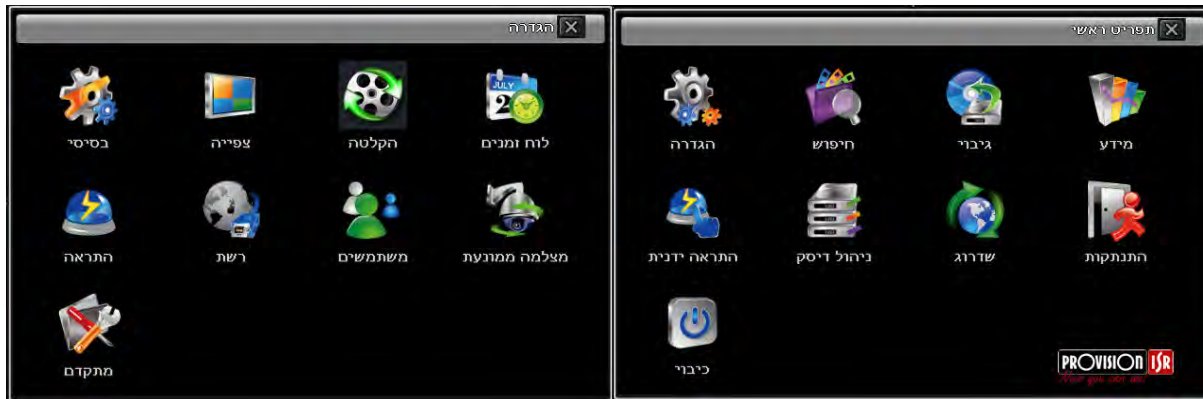 תפריט ראשי
הגדרה
חיפוש
גיבוי
מידע
התראה ידנית
ניהול דיסק
שדרוג
התנתקות
כיבוי
PROVISION ISR
הגדרה
בסיסי
צפייה
הקלטה
JULY
2
לוח זמנים
התראה
רשת
משתמשים
מצלמה ממונעת
מתקדם